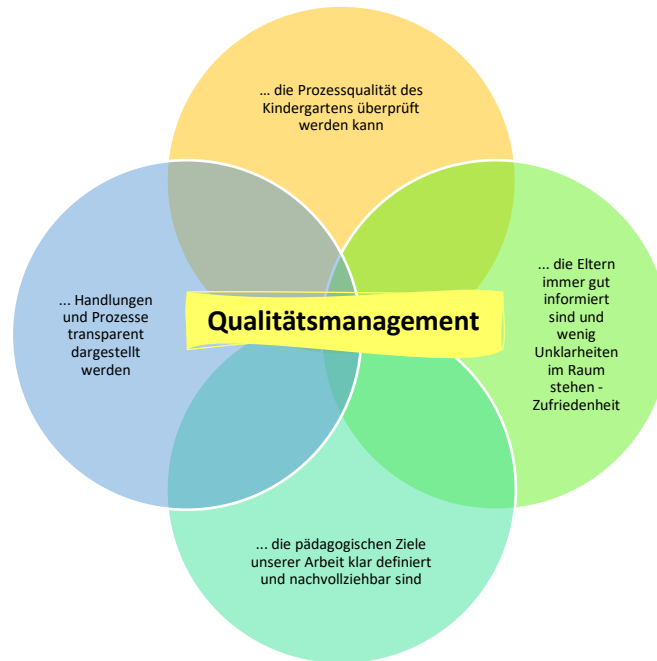 ... die Prozessqualität des
Kindergartens überprüft
werden kann
... Handlungen
und Prozesse
transparent
dargestellt
werden
Qualitätsmanagement
... die Eltern
immer gut
informiert
sind und
wenig
Unklarheiten
im Raum
stehen -
Zufriedenheit
... die pädagogischen Ziele
unserer Arbeit klar definiert
und nachvollziehbar sind